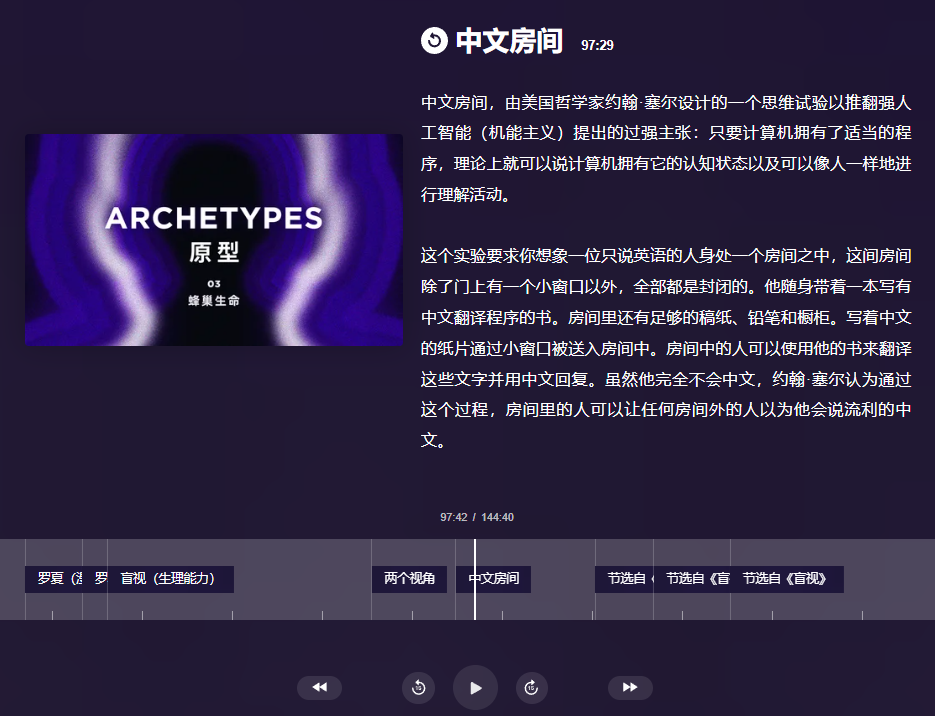 中文房间 97:29
中文房间，由美国哲学家约翰·塞尔设计的一个思维试验以推翻强人
工智能（机能主义）提出的过强主张：只要计算机拥有了适当的程
序，理论上就可以说计算机拥有它的认知状态以及可以像人一样地进
行理解活动。
这个实验要求你想象一位只说英语的人身处一个房间之中，这间房间
除了门上有一个小窗口以外，全部都是封闭的。他随身带着一本写有
中文翻译程序的书。房间里还有足够的稿纸、铅笔和橱柜。写着中文
的纸片通过小窗口被送入房间中。房间中的人可以使用他的书来翻译
这些文字并用中文回复。虽然他完全不会中文，约翰·塞尔认为通过
这个过程，房间里的人可以让任何房间外的人以为他会说流利的中
文。
ARCHETYPES
原型
03
蜂巢生命
97:42 / 144:40
罗夏（ 罗 盲视（生理能力） 两个视角 中文房间 节选自《 节选自《盲 节选自《盲视》
15 15